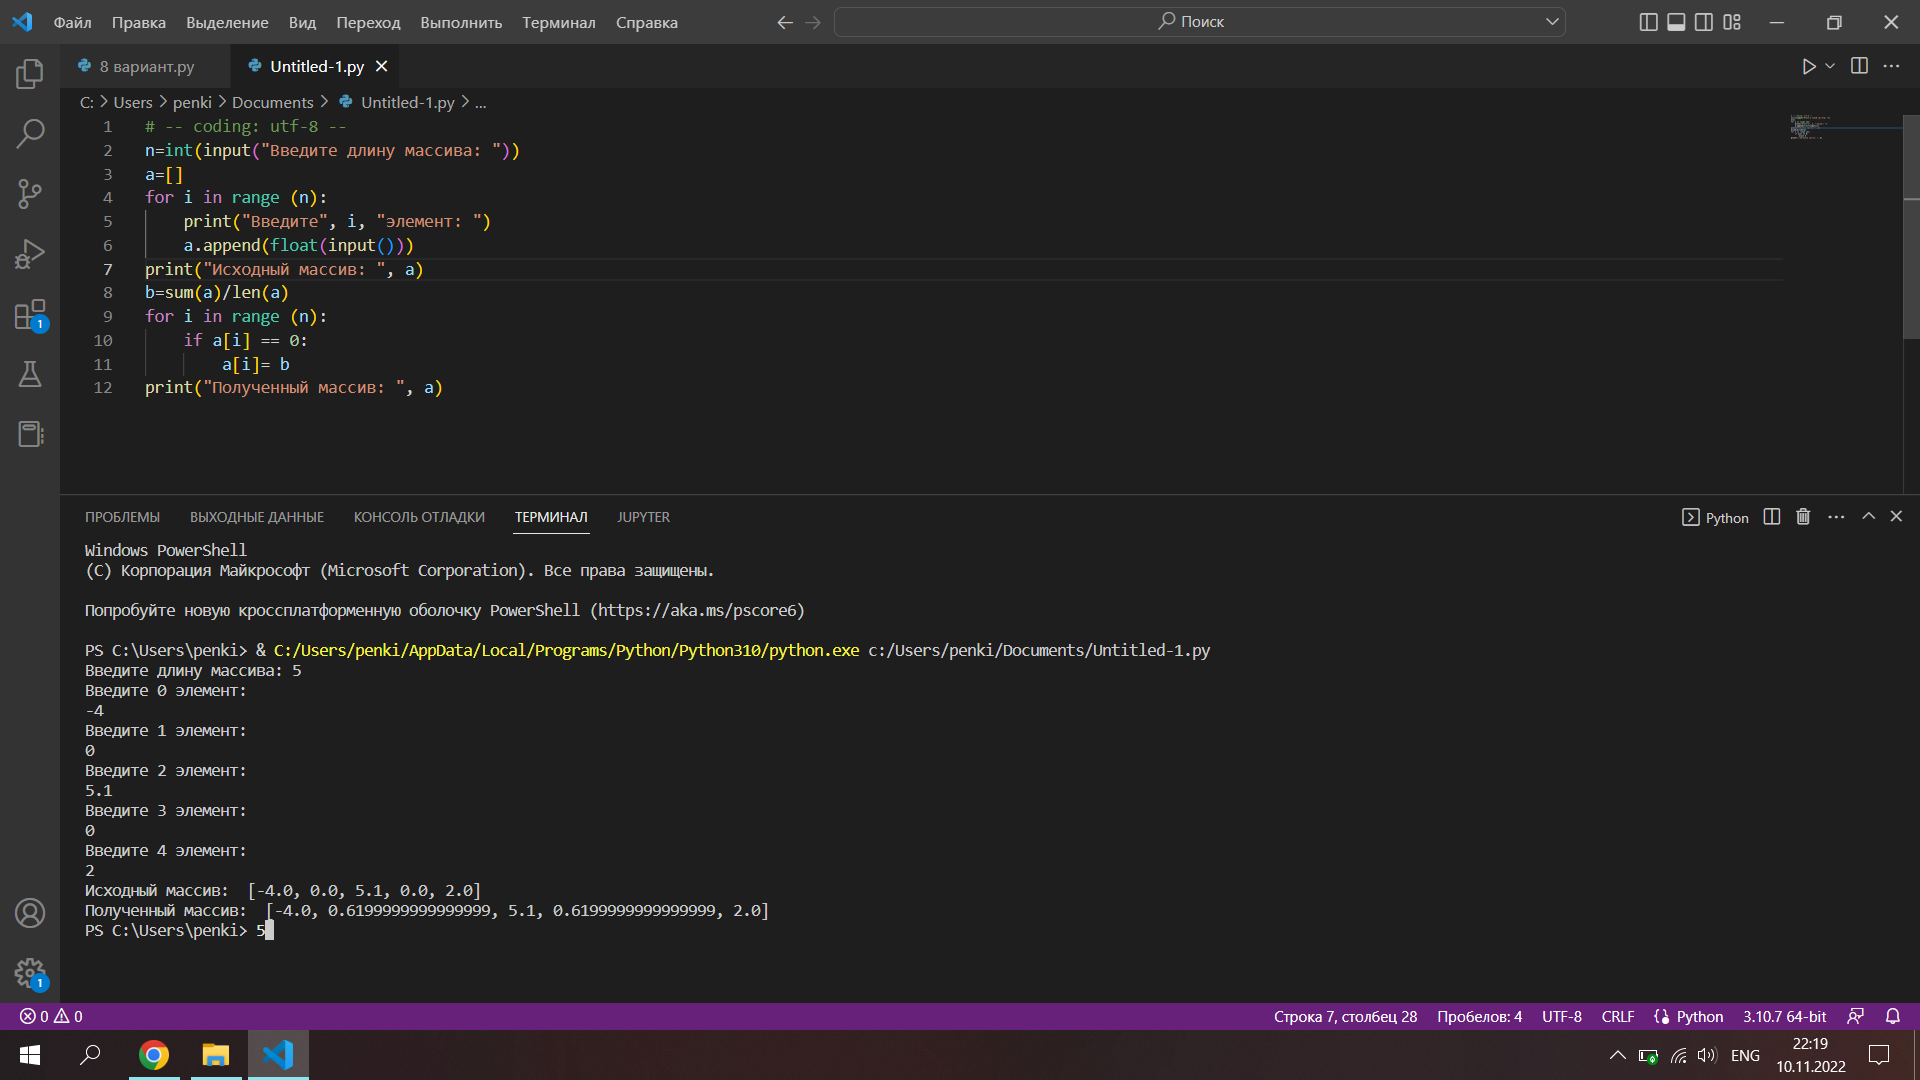 Файл Правка Выделение Вид Переход Выполнить Терминал Справка Поиск
8 вариант.py Untitled-1.py
C: > Users > penki > Documents > Untitled-1.py > ...
1 # -- coding: utf-8 --
2 n=int(input("Введите длину массива: "))
3 a=[]
4 for i in range (n):
5     print("Введите", i, "элемент: ")
6     a.append(float(input()))
7 print("Исходный массив: ", a)
8 b=sum(a)/len(a)
9 for i in range (n):
10     if a[i] == 0:
11         a[i]= b
12 print("Полученный массив: ", a)
ПРОБЛЕМЫ ВЫХОДНЫЕ ДАННЫЕ КОНСОЛЬ ОТЛАДКИ ТЕРМИНАЛ JUPYTER Python
Windows PowerShell
(C) Корпорация Майкрософт (Microsoft Corporation). Все права защищены.
Попробуйте новую кроссплатформенную оболочку PowerShell (https://aka.ms/pscore6)
PS C:\Users\penki> & C:/Users/penki/AppData/Local/Programs/Python/Python310/python.exe c:/Users/penki/Documents/Untitled-1.py
Введите длину массива: 5
Введите 0 элемент:
-4
Введите 1 элемент:
0
Введите 2 элемент:
5.1
Введите 3 элемент:
0
Введите 4 элемент:
2
Исходный массив:  [-4.0, 0.0, 5.1, 0.0, 2.0]
Полученный массив:  [-4.0, 0.6199999999999999, 5.1, 0.6199999999999999, 2.0]
PS C:\Users\penki> 5
1
1
0 0 Строка 7, столбец 28 Пробелов: 4 UTF-8 CRLF Python 3.10.7 64-bit
ENG 22:19
10.11.2022